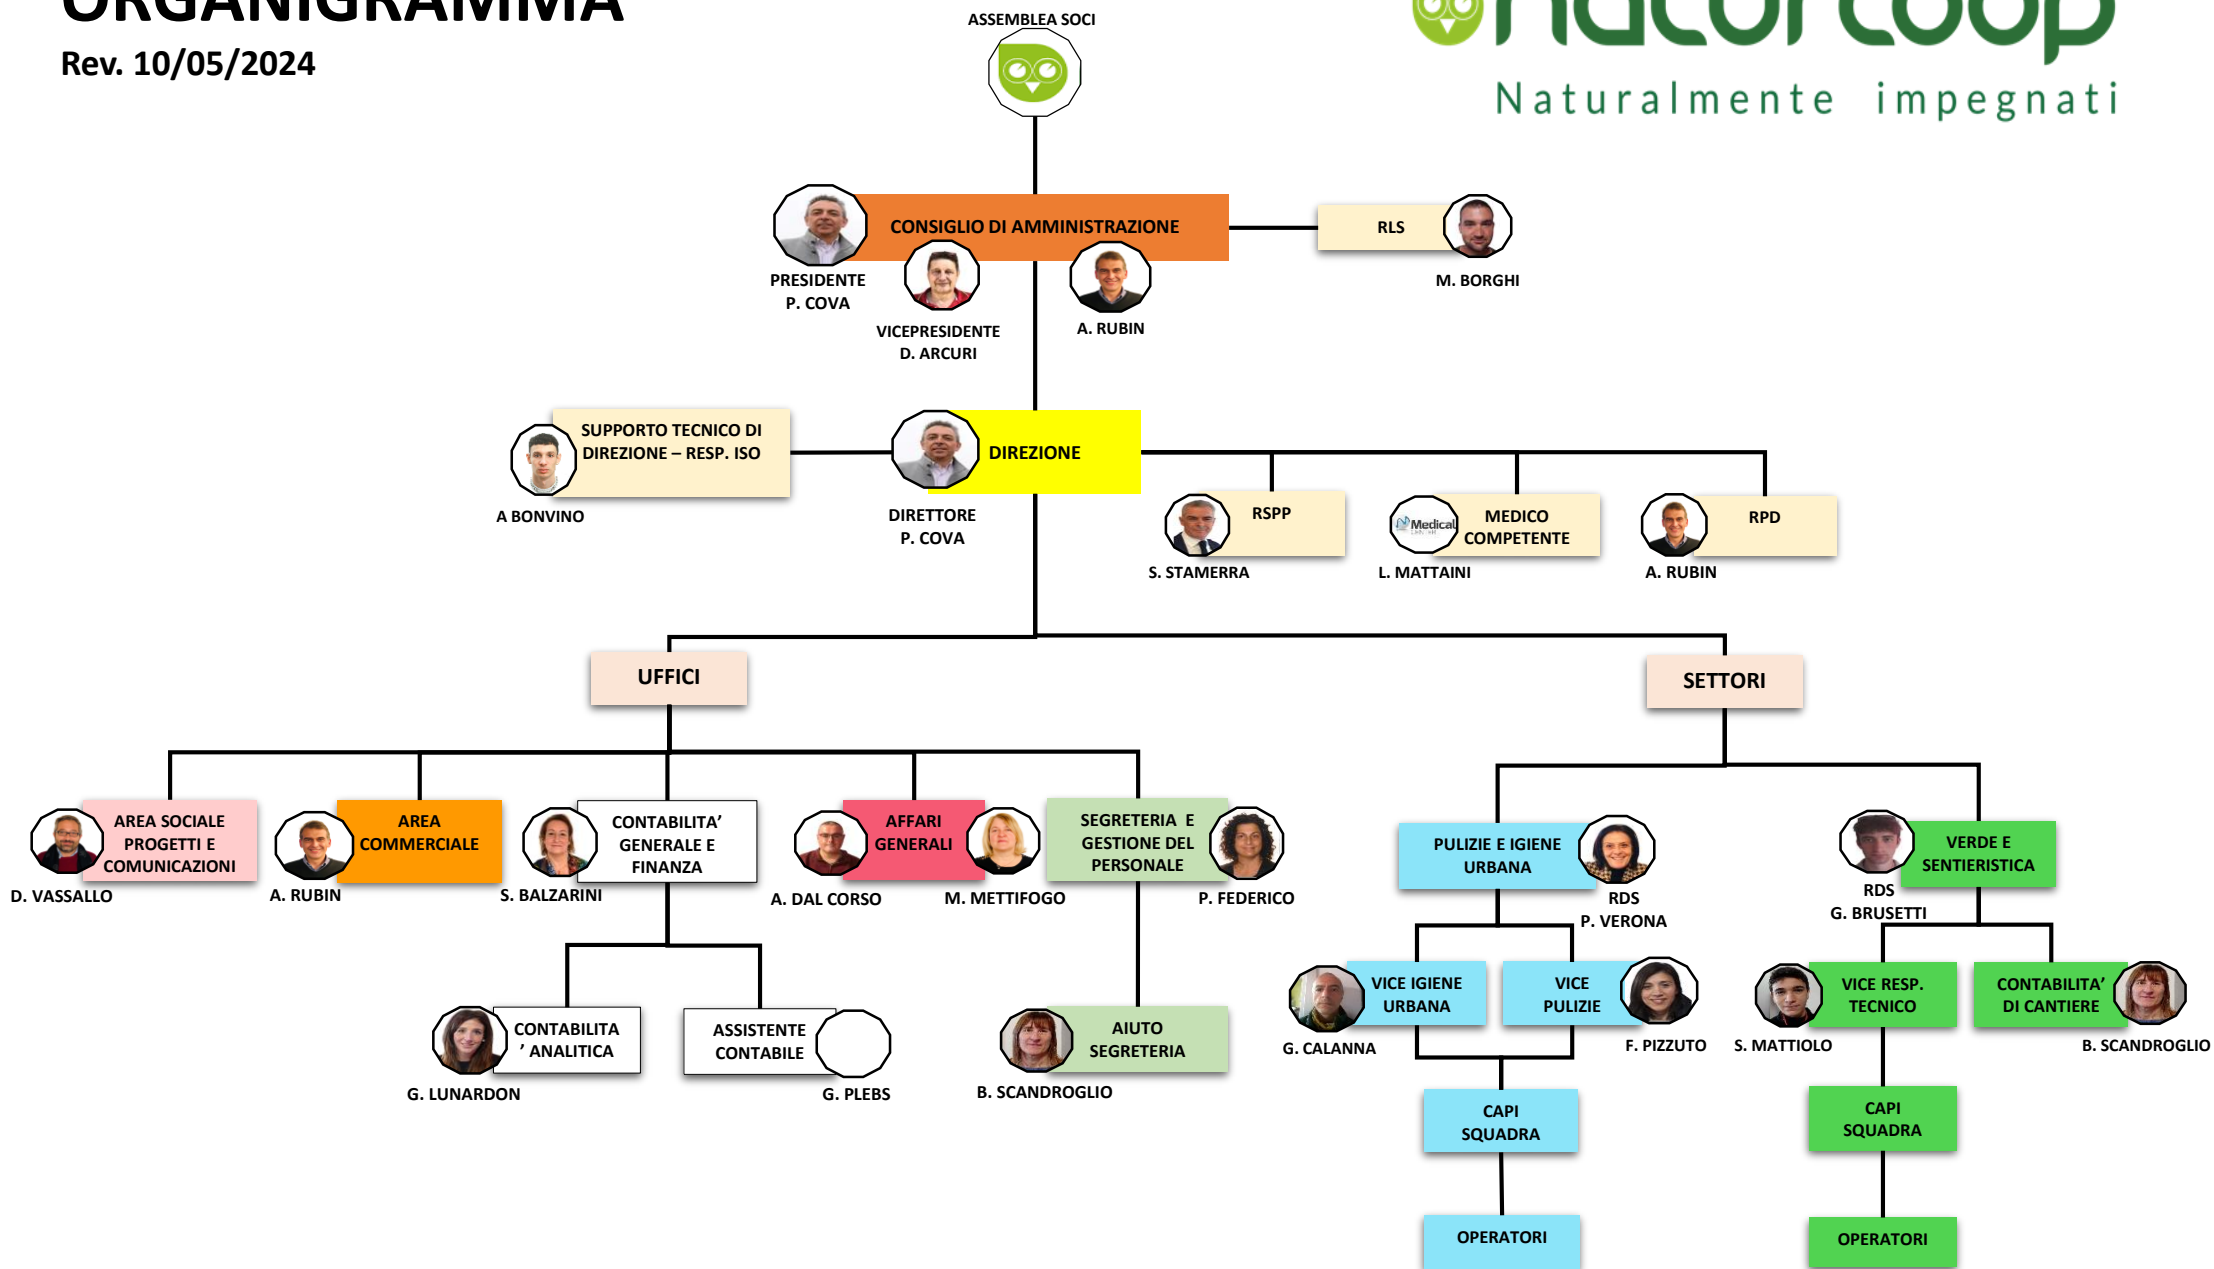 ORGANIGRAMMA
Rev. 10/05/2024
ASSEMBLEA SOCI
naturcoop
Naturalmente impegnati
CONSIGLIO DI AMMINISTRAZIONE
PRESIDENTE
P. COVA
VICEPRESIDENTE
D. ARCURI
A. RUBIN
RLS
M. BORGHI
SUPPORTO TECNICO DI
DIREZIONE – RESP. ISO
A BONVINO
DIREZIONE
DIRETTORE
P. COVA
RSPP
S. STAMERRA
Medical
CENTER
MEDICO
COMPETENTE
L. MATTAINI
RPD
A. RUBIN
UFFICI
SETTORI
AREA SOCIALE
PROGETTI E
COMUNICAZIONI
D. VASSALLO
AREA
COMMERCIALE
A. RUBIN
CONTABILITA’
GENERALE E
FINANZA
S. BALZARINI
AFFARI
GENERALI
A. DAL CORSO
M. METTIFOGO
SEGRETERIA E
GESTIONE DEL
PERSONALE
P. FEDERICO
PULIZIE E IGIENE
URBANA
RDS
P. VERONA
VERDE E
SENTIERISTICA
RDS
G. BRUSETTI
CONTABILITA
’ ANALITICA
G. LUNARDON
ASSISTENTE
CONTABILE
G. PLEBS
AIUTO
SEGRETERIA
B. SCANDROGLIO
VICE IGIENE
URBANA
G. CALANNA
VICE
PULIZIE
F. PIZZUTO
VICE RESP.
TECNICO
S. MATTIOLO
CONTABILITA’
DI CANTIERE
B. SCANDROGLIO
CAPI
SQUADRA
CAPI
SQUADRA
OPERATORI
OPERATORI